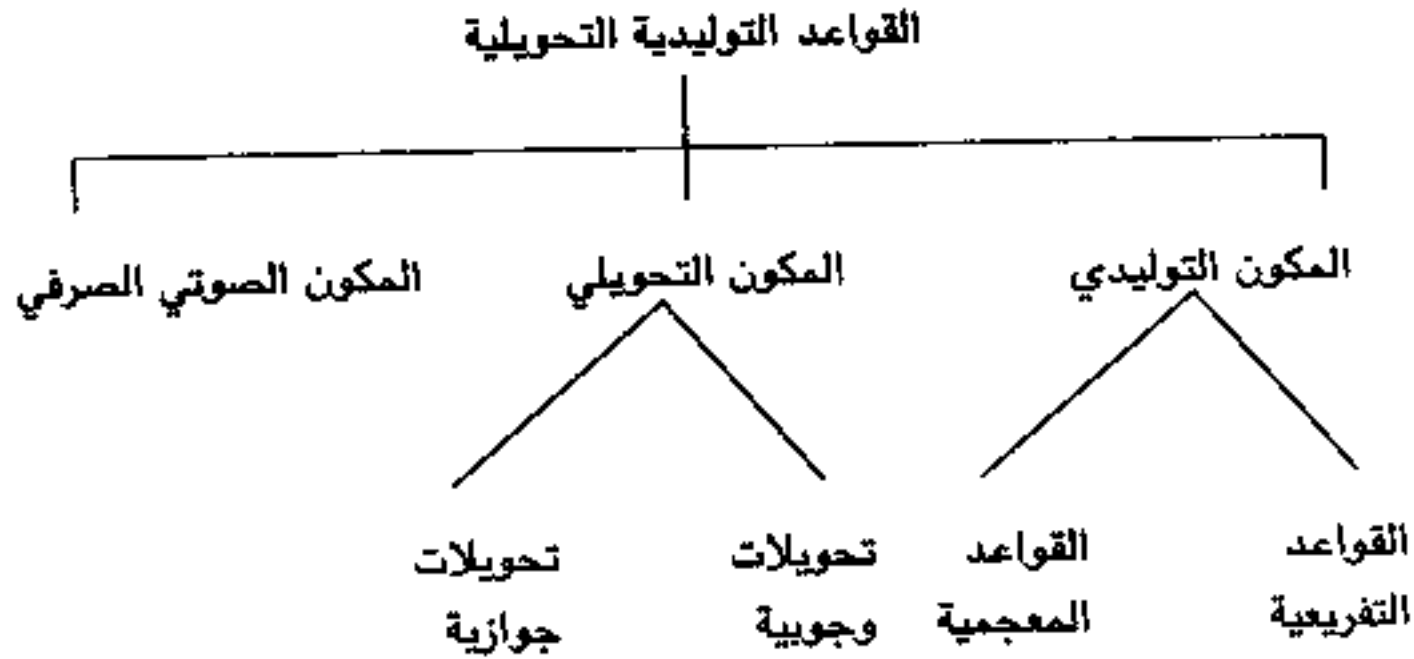 القواعد التوليدية التحويلية
المكون التوليدي
المكون التحويلي
المكون الصوتي الصرفي
القواعد
التفريعية
القواعد
المعجمية
تحويلات
وجوبية
تحويلات
جوازية